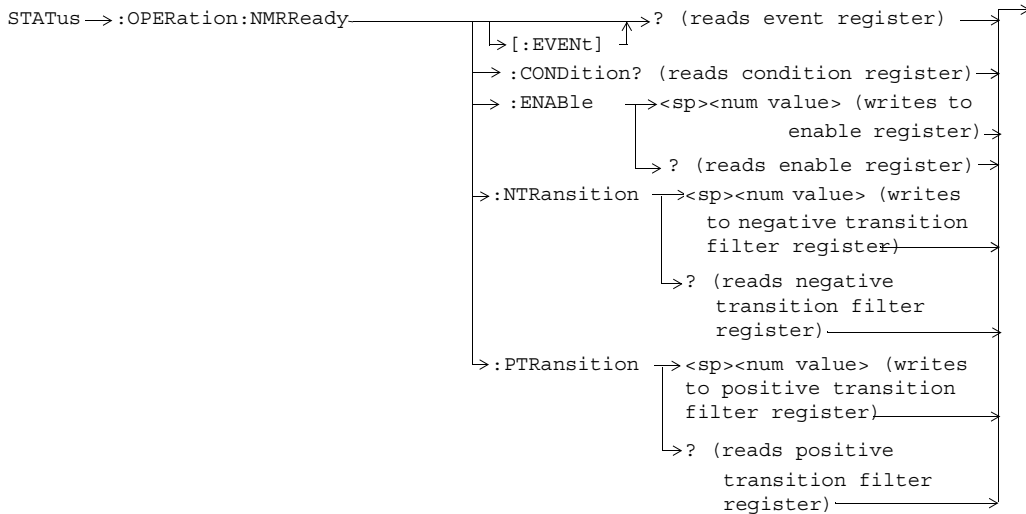 STATus :OPERation:NMRReady ? (reads event register)
[:EVENt]
:CONDition? (reads condition register)
:ENABle <sp><num value> (writes to
enable register)
? (reads enable register)
:NTRansition <sp><num value> (writes
to negative transition
filter register)
? (reads negative
transition filter
register)
:PTRansition <sp><num value> (writes
to positive transition
filter register)
? (reads positive
transition filter
register)